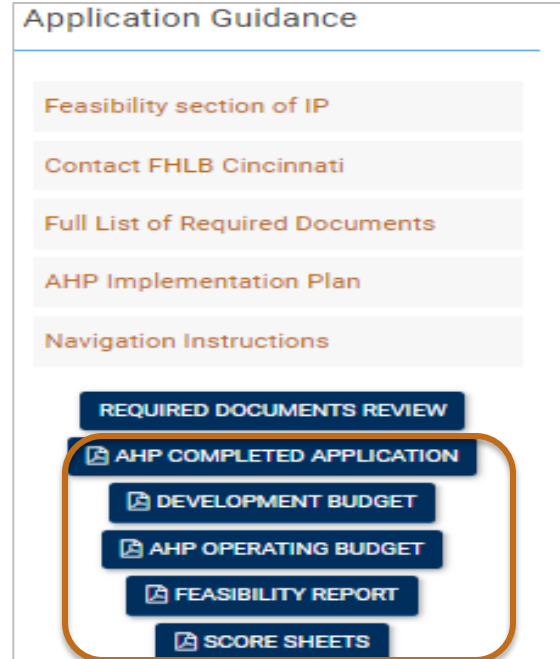 Application Guidance
Feasibility section of IP
Contact FHLB Cincinnati
Full List of Required Documents
AHP Implementation Plan
Navigation Instructions
REQUIRED DOCUMENTS REVIEW
AHP COMPLETED APPLICATION
DEVELOPMENT BUDGET
AHP OPERATING BUDGET
FEASIBILITY REPORT
SCORE SHEETS